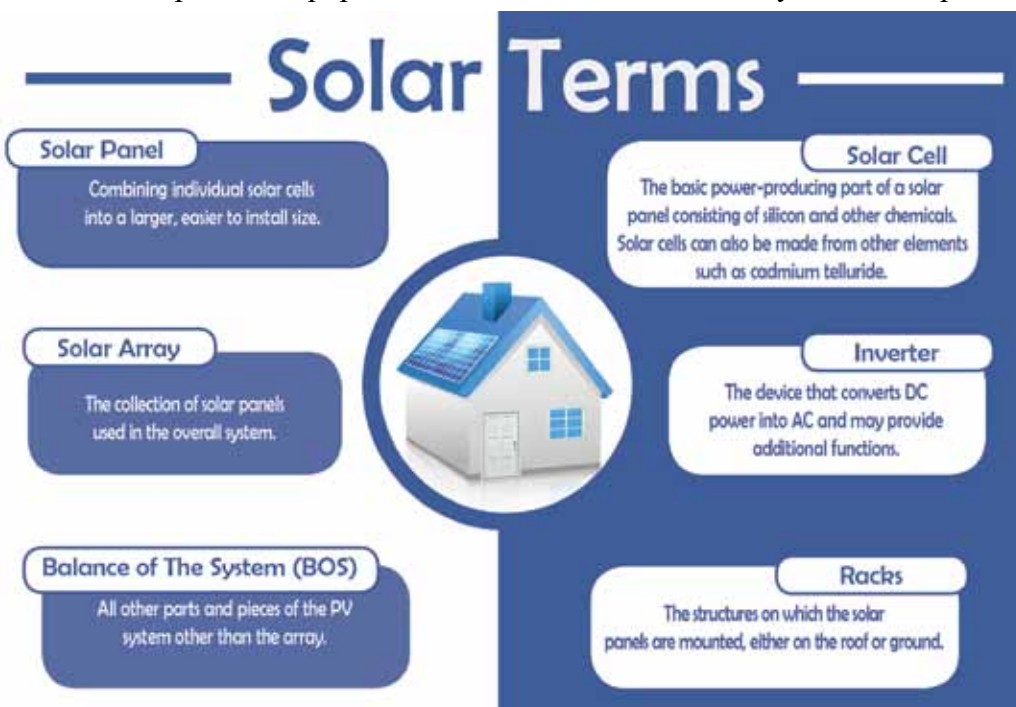 Solar Terms
Solar Panel
Combining individual solar cells
into a larger, easier to install size.
Solar Cell
The basic power-producing part of a solar
panel consisting of silicon and other chemicals.
Solar cells can also be made from other elements
such as cadmium telluride.
Solar Array
The collection of solar panels
used in the overall system.
Inverter
The device that converts DC
power into AC and may provide
additional functions.
Balance of The System (BOS)
All other parts and pieces of the PV
system other than the array.
Racks
The structures on which the solar
panels are mounted, either on the roof or ground.